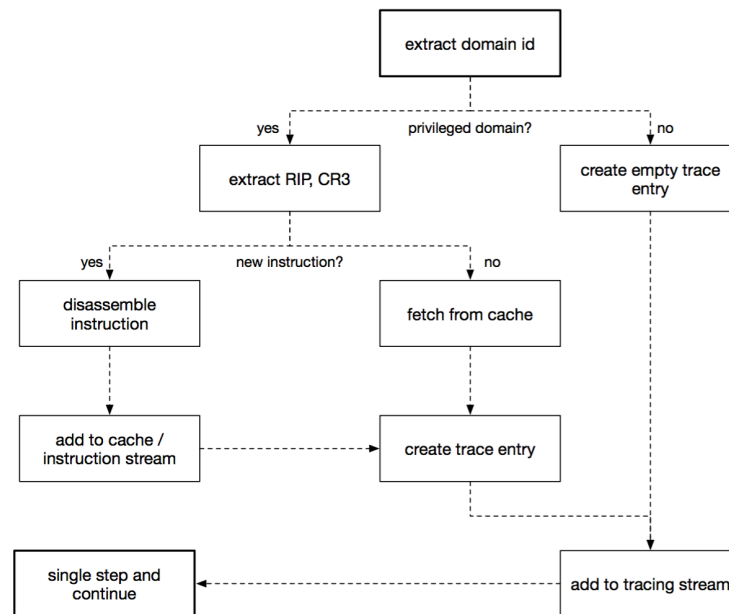 extract domain id
yes
privileged domain?
no
extract RIP, CR3
create empty trace
entry
yes
new instruction?
no
disassemble
instruction
fetch from cache
add to cache /
instruction stream
create trace entry
single step and
continue
add to tracing stream